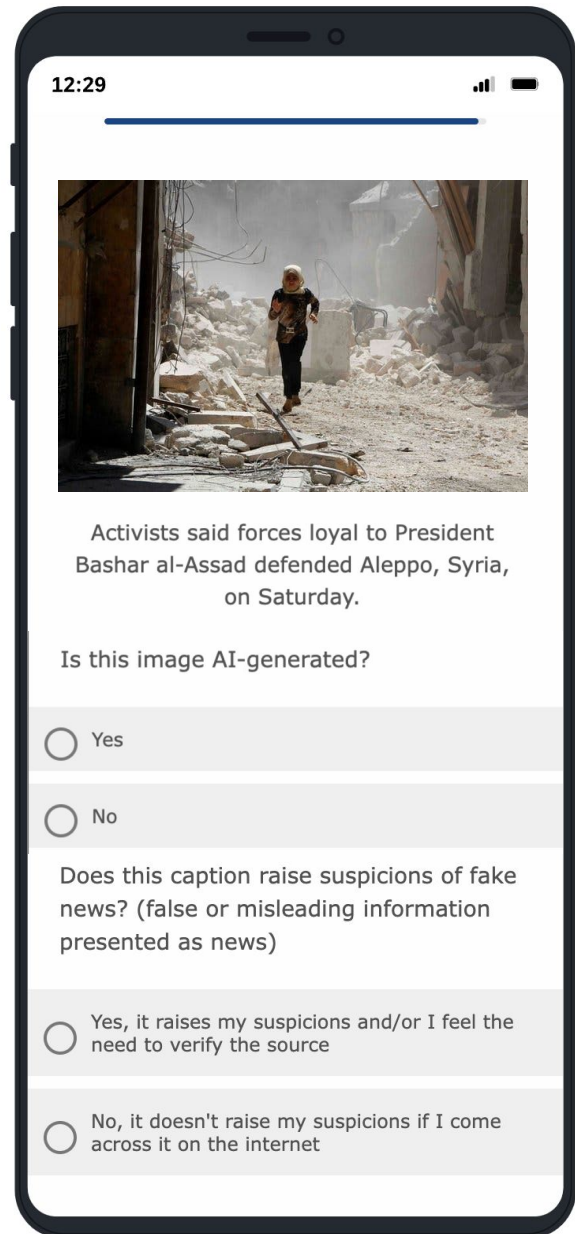 12:29
Activists said forces loyal to President
Bashar al-Assad defended Aleppo, Syria,
on Saturday.
Is this image AI-generated?
Yes
No
Does this caption raise suspicions of fake
news? (false or misleading information
presented as news)
Yes, it raises my suspicions and/or I feel the
need to verify the source
No, it doesn't raise my suspicions if I come
across it on the internet